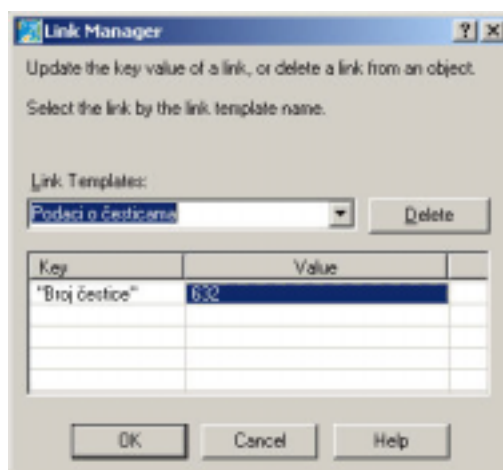 Link Manager
Update the key value of a link, or delete a link from an object.
Select the link by the link template name.
Link Templates:
Podaci o česticama
Delete
Key Value
"Broj čestice" 632
OK Cancel Help